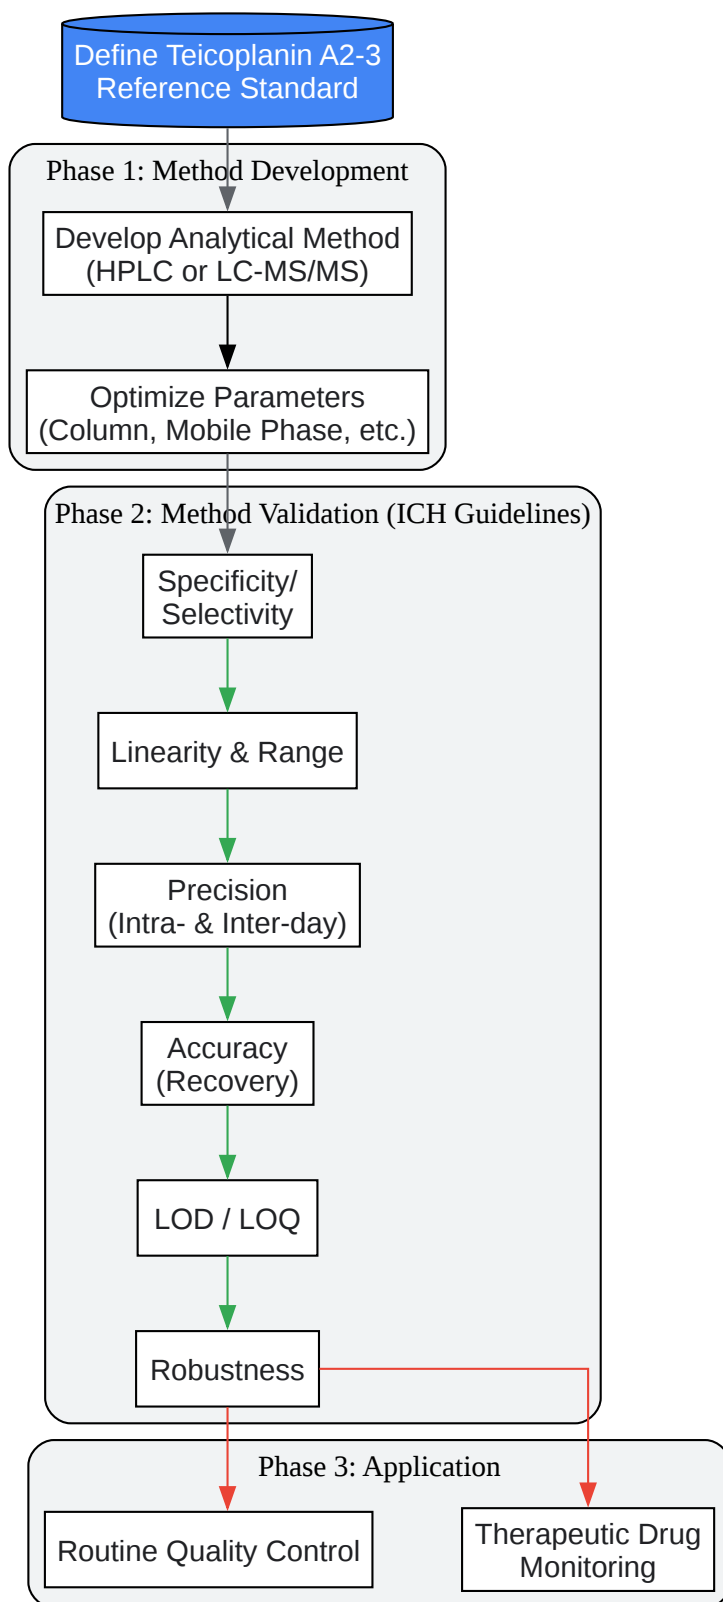 Define Teicoplanin A2-3
Reference Standard
Phase 1: Method Development
Develop Analytical Method
(HPLC or LC-MS/MS)
Optimize Parameters
(Column, Mobile Phase, etc.)
Phase 2: Method Validation (ICH Guidelines)
Specificity/
Selectivity
Linearity & Range
Precision
(Intra- & Inter-day)
Accuracy
(Recovery)
LOD / LOQ
Robustness
Phase 3: Application
Routine Quality Control
Therapeutic Drug
Monitoring